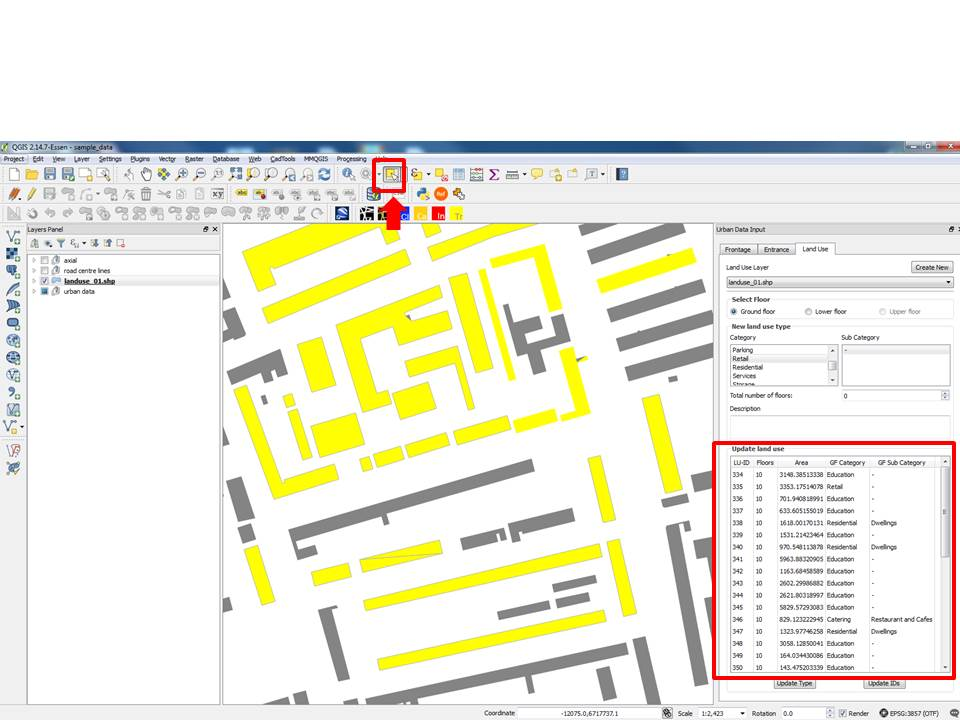 QGIS 2.14.7-Essen - sample_data
Project Edit View Layer Settings Plugins Vector Raster Database Web CadTools MMQGIS Processing
Layers Panel
axial
road centre lines
landuse_01.shp
urban data
Urban Data Input
Frontage Entrance Land Use
Land Use Layer Create New
landuse_01.shp
Select Floor
Ground floor Lower floor Upper floor
New land use type
Category Sub Category
Parking -
Retail
Residential
Services
Storage
Total number of floors: 0
Description
Update land use
LU-ID Floors Area GF Category GF Sub Category
334 10 3148.38513338 Education -
335 10 3353.17514078 Retail -
336 10 701.940818991 Education -
337 10 633.605155019 Education -
338 10 1618.00170131 Residential Dwellings
339 10 1531.21423464 Education -
340 10 970.548113878 Residential Dwellings
341 10 5963.88320905 Education -
342 10 1163.68458589 Education -
343 10 2602.29986882 Education -
344 10 2621.80318997 Education -
345 10 5829.57293083 Education -
346 10 829.123222945 Catering Restaurant and Cafes
347 10 1323.97746258 Residential Dwellings
348 10 3058.12850041 Education -
349 10 164.034430086 Education -
350 10 143.475203339 Education -
Update Type Update IDs
Coordinate -12075.0,6717737.1 Scale 1:2,423 Rotation 0.0 Render EPSG:3857 (OTF)